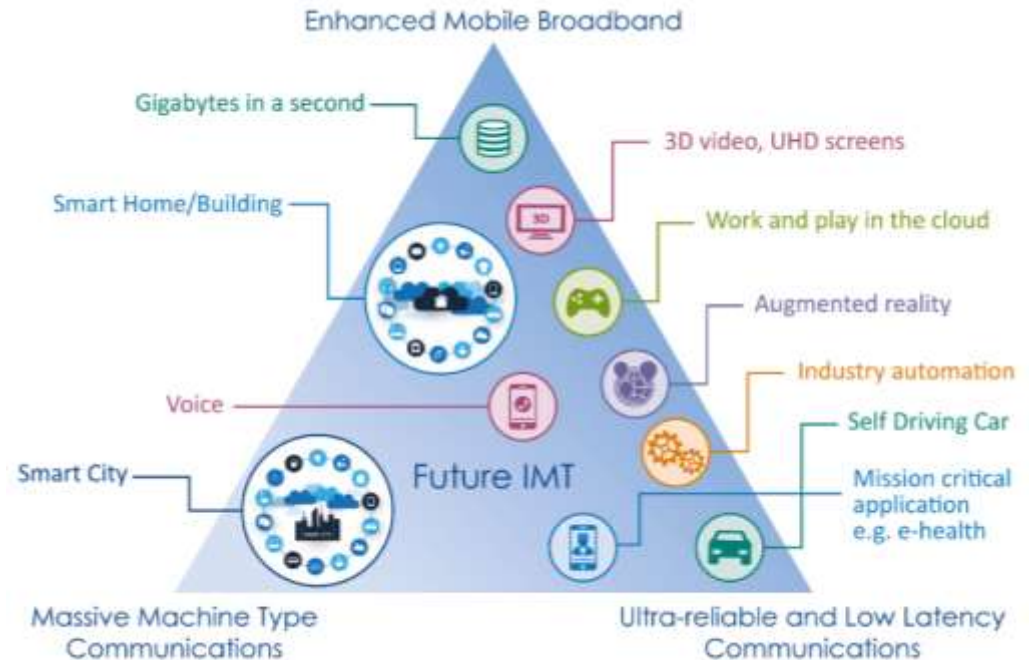 Enhanced Mobile Broadband
Gigabytes in a second
3D video, UHD screens
Smart Home/Building
3D
Work and play in the cloud
Augmented reality
Industry automation
Voice
Self Driving Car
Smart City
Future IMT
Mission critical
application
e.g. e-health
Massive Machine Type
Communications
Ultra-reliable and Low Latency
Communications